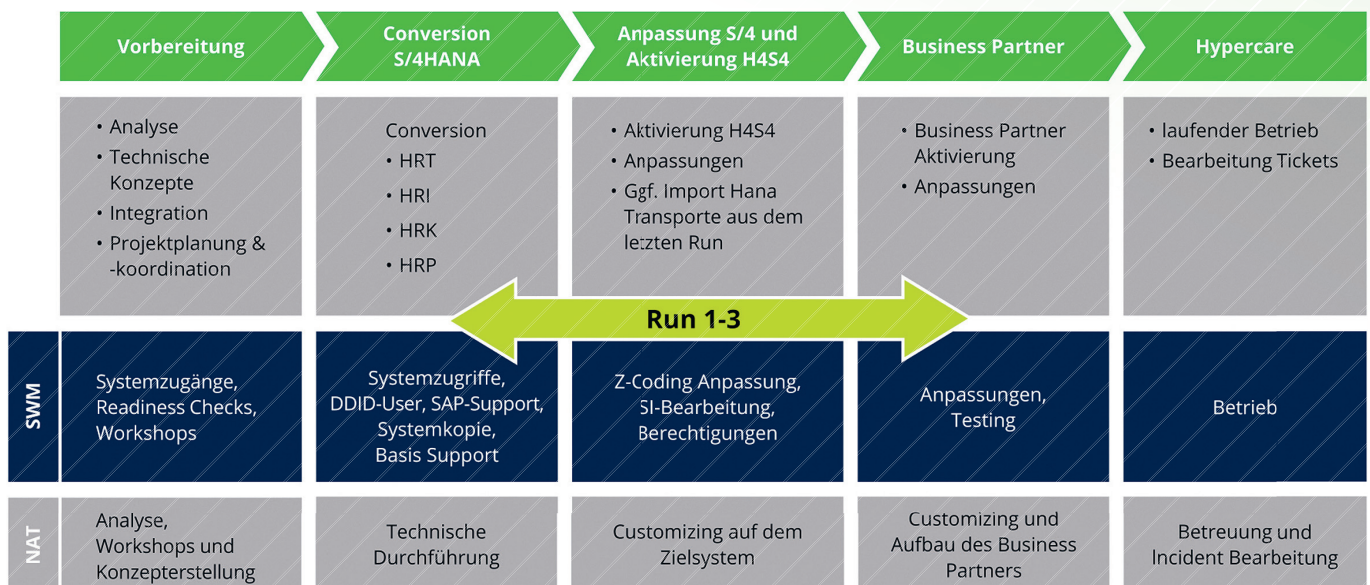 Vorbereitung
Conversion
S/4HANA
Anpassung S/4 und
Aktivierung H4S4
Business Partner
Hypercare
• Analyse
• Technische
Konzepte
• Integration
• Projektplanung &
-koordination
Conversion
• HRT
• HRI
• HRK
• HRP
• Aktivierung H4S4
• Anpassungen
• Ggf. Import Hana
Transporte aus dem
letzten Run
• Business Partner
Aktivierung
• Anpassungen
• laufender Betrieb
• Bearbeitung Tickets
Run 1-3
SWM
Systemzugänge,
Readiness Checks,
Workshops
Systemzugriffe,
DDID-User, SAP-Support,
Systemkopie,
Basis Support
Z-Coding Anpassung,
SI-Bearbeitung,
Berechtigungen
Anpassungen,
Testing
Betrieb
NAT
Analyse,
Workshops und
Konzepterstellung
Technische
Durchführung
Customizing auf dem
Zielsystem
Customizing und
Aufbau des Business
Partners
Betreuung und
Incident Bearbeitung